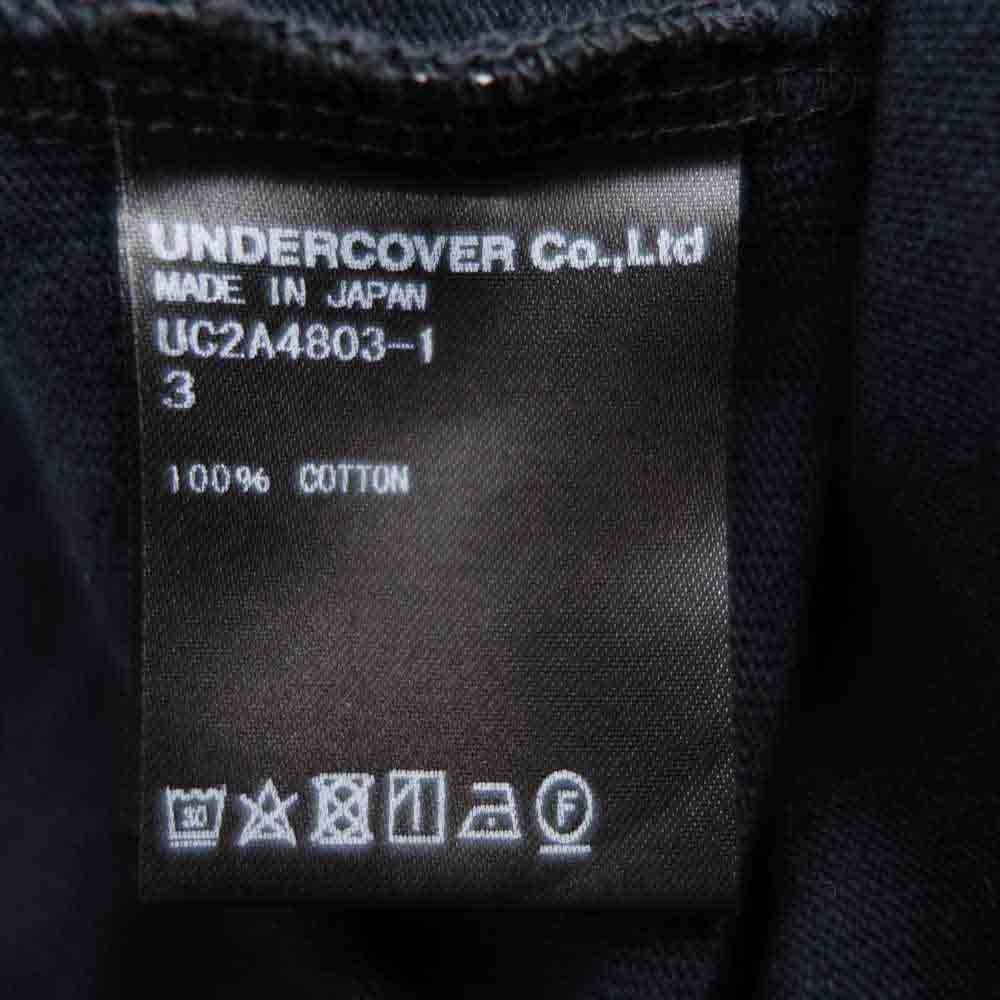 UNDERCOVER Co.,Ltd
MADE IN JAPAN
UC2A4803-1
3
100% COTTON
F